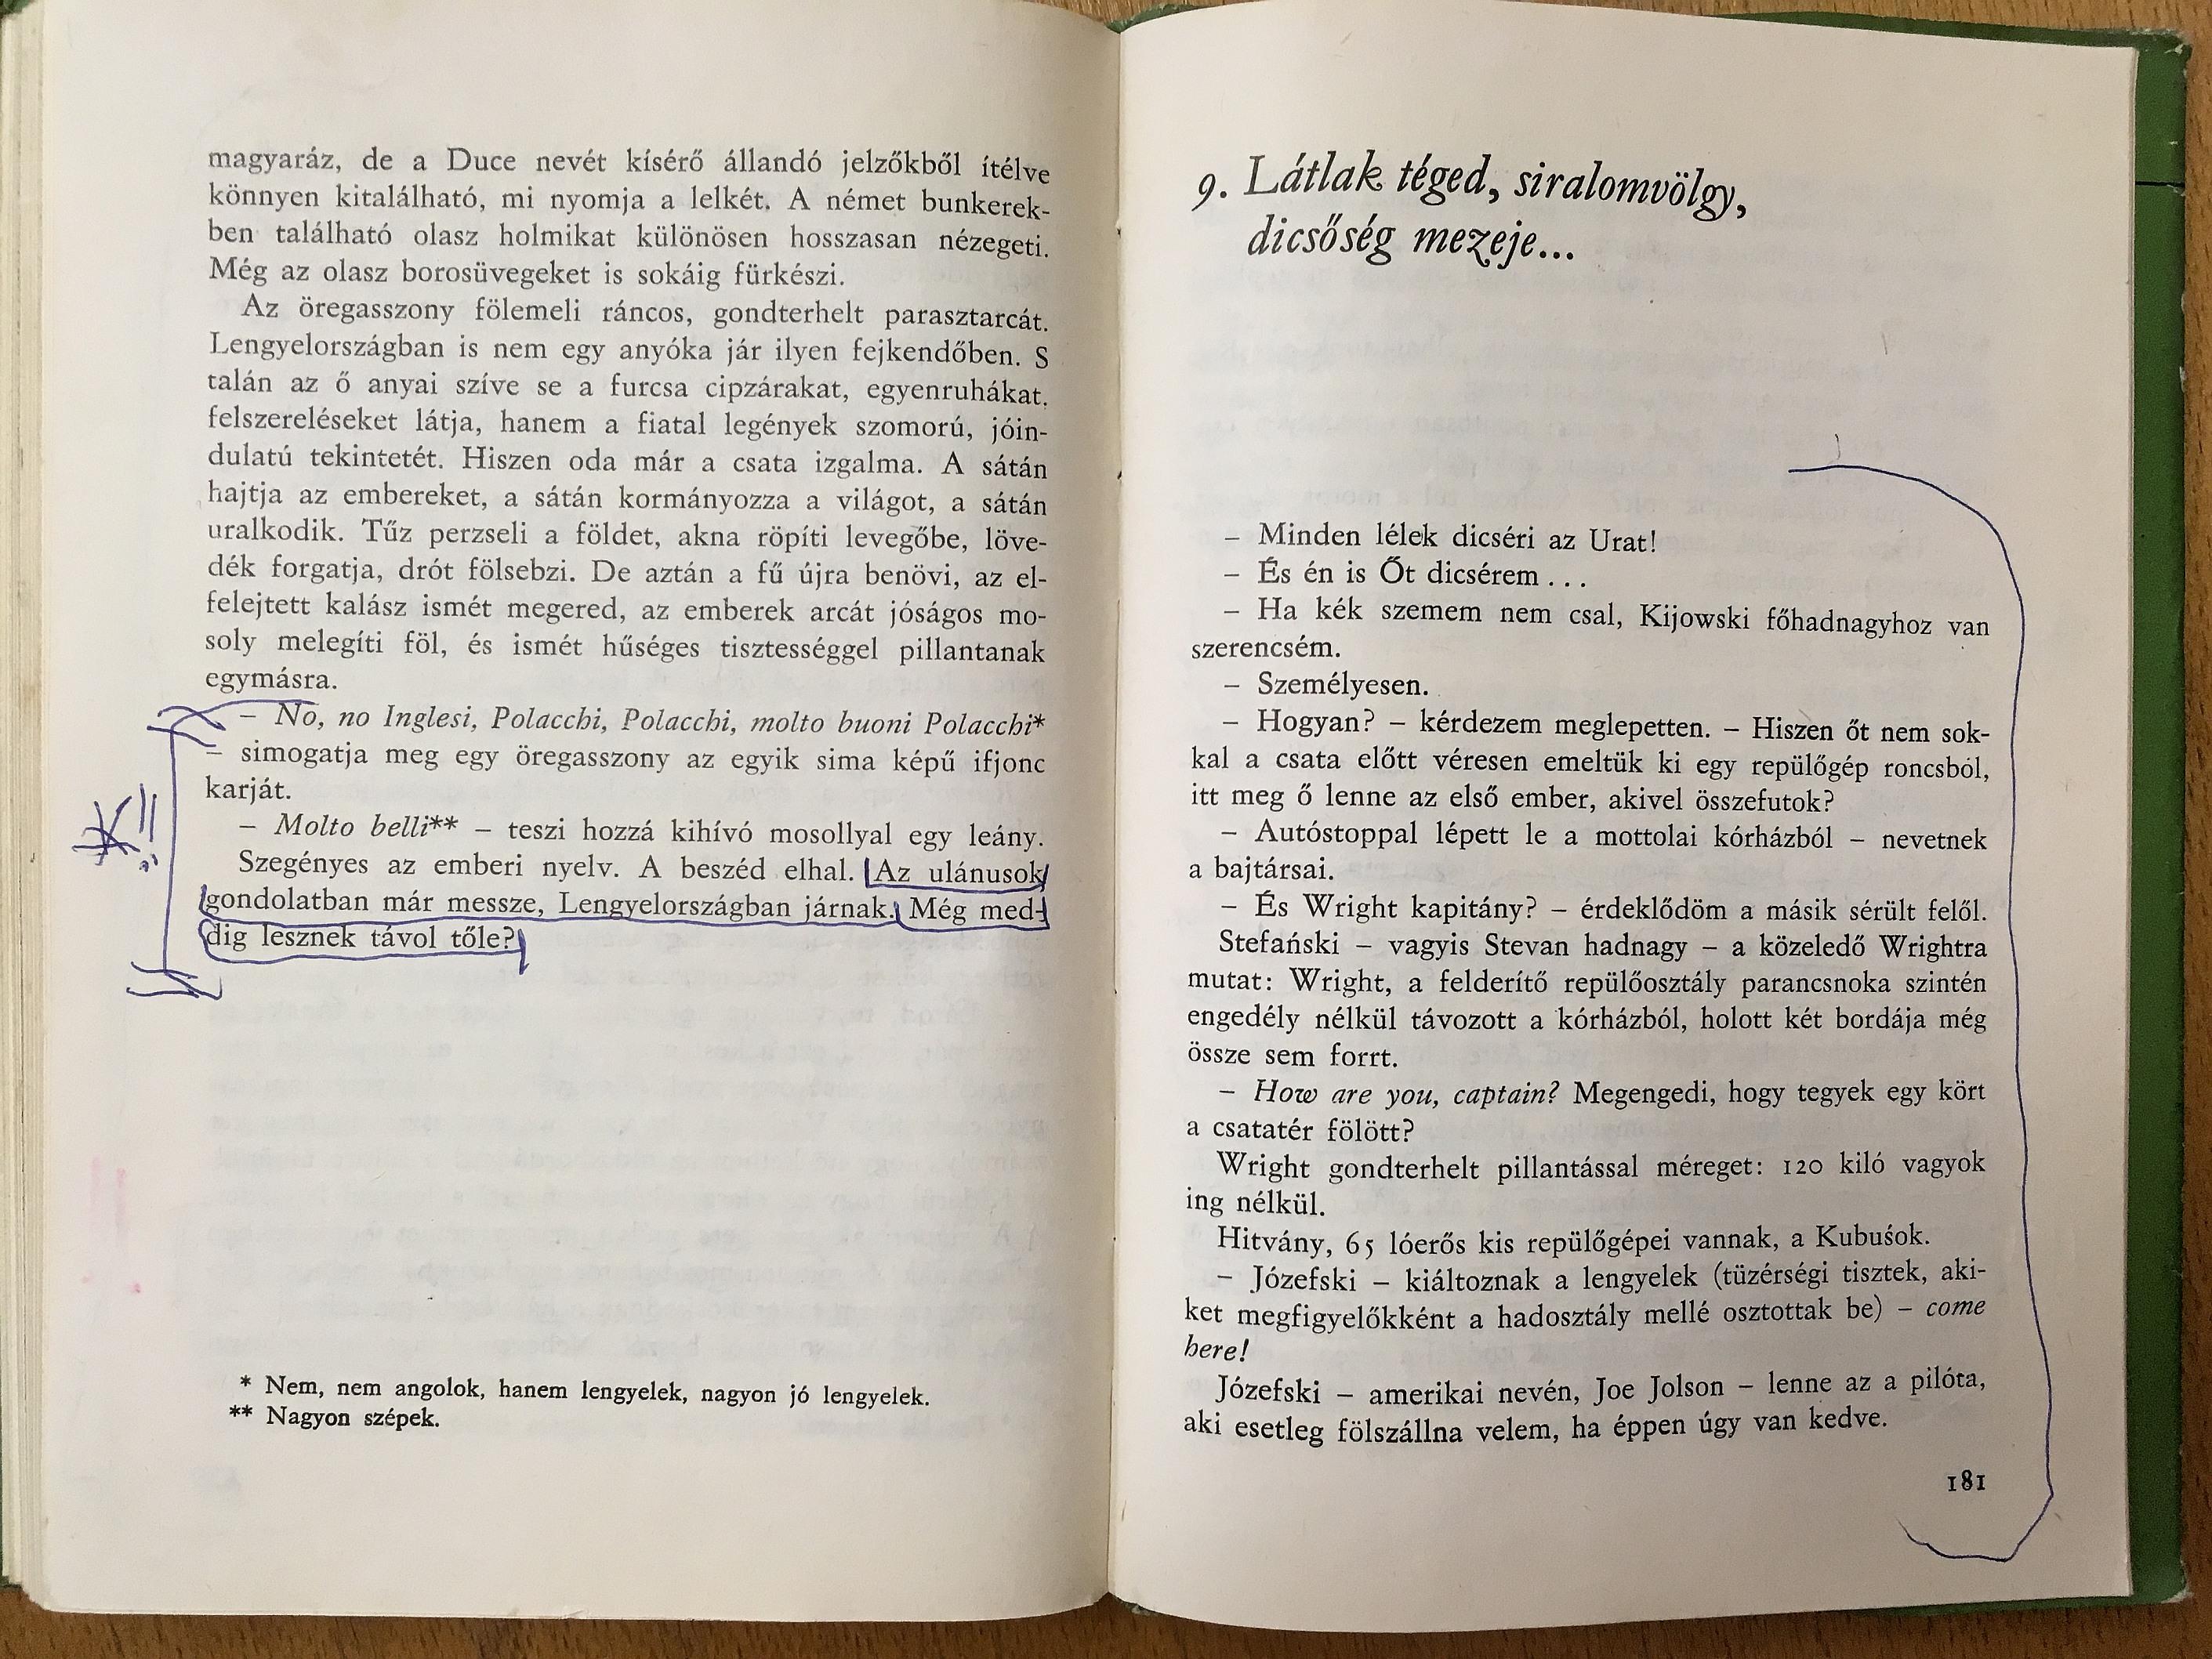 magyaráz, de a Duce nevét kísérő állandó jelzőkből ítélve
könnyen kitalálható, mi nyomja a lelkét. A német bunkerek-
ben található olasz holmikat különösen hosszasan nézegeti.
Még az olasz borosüvegeket is sokáig fürkészi.
Az öregasszony fölemeli ráncos, gondterhelt parasztarcát.
Lengyelországban is nem egy anyóka jár ilyen fejkendőben. S
talán az ő anyai szíve se a furcsa cipzárakat, egyenruhákat,
felszereléseket látja, hanem a fiatal legények szomorú, jóin-
dulatú tekintetét. Hiszen oda már a csata izgalma. A sátán
hajtja az embereket, a sátán kormányozza a világot, a sátán
uralkodik. Tűz perzseli a földet, akna röpíti levegőbe, löve-
dék forgatja, drót fölsebzi. De aztán a fű újra benövi, az el-
felejtett kalász ismét megered, az emberek arcát jóságos mo-
soly melegíti föl, és ismét hűséges tisztességgel pillantanak
egymásra.
– No, no Inglesi, Polacchi, Polacchi, molto buoni Polacchi*
– simogatja meg egy öregasszony az egyik sima képű ifjonc
karját.
– Molto belli** – teszi hozzá kihívó mosollyal egy leány.
Szegényes az emberi nyelv. A beszéd elhal. Az ulánusok
gondolatban már messze, Lengyelországban járnak. Még med-
dig lesznek távol tőle?
!!
* Nem, nem angolok, hanem lengyelek, nagyon jó lengyelek.
** Nagyon szépek.
9. Látlak téged, siralomvölgy,
dicsőség mezeje...
– Minden lélek dicséri az Urat!
– És én is Őt dicsérem . . .
– Ha kék szemem nem csal, Kijowski főhadnagyhoz van
szerencsém.
– Személyesen.
– Hogyan? – kérdezem meglepetten. – Hiszen őt nem sok-
kal a csata előtt véresen emeltük ki egy repülőgép roncsból,
itt meg ő lenne az első ember, akivel összefutok?
– Autóstoppal lépett le a mottolai kórházból – nevetnek
a bajtársai.
– És Wright kapitány? – érdeklődöm a másik sérült felől.
Stefański – vagyis Stevan hadnagy – a közeledő Wrightra
mutat: Wright, a felderítő repülőosztály parancsnoka szintén
engedély nélkül távozott a kórházból, holott két bordája még
össze sem forrt.
– How are you, captain? Megengedi, hogy tegyek egy kört
a csatatér fölött?
Wright gondterhelt pillantással méreget: 120 kiló vagyok
ing nélkül.
Hitvány, 65 lóerős kis repülőgépei vannak, a Kubuśok.
– Józefski – kiáltoznak a lengyelek (tüzérségi tisztek, aki-
ket megfigyelőkként a hadosztály mellé osztottak be) – come
here!
Józefski – amerikai nevén, Joe Jolson – lenne az a pilóta,
aki esetleg fölszállna velem, ha éppen úgy van kedve.
181